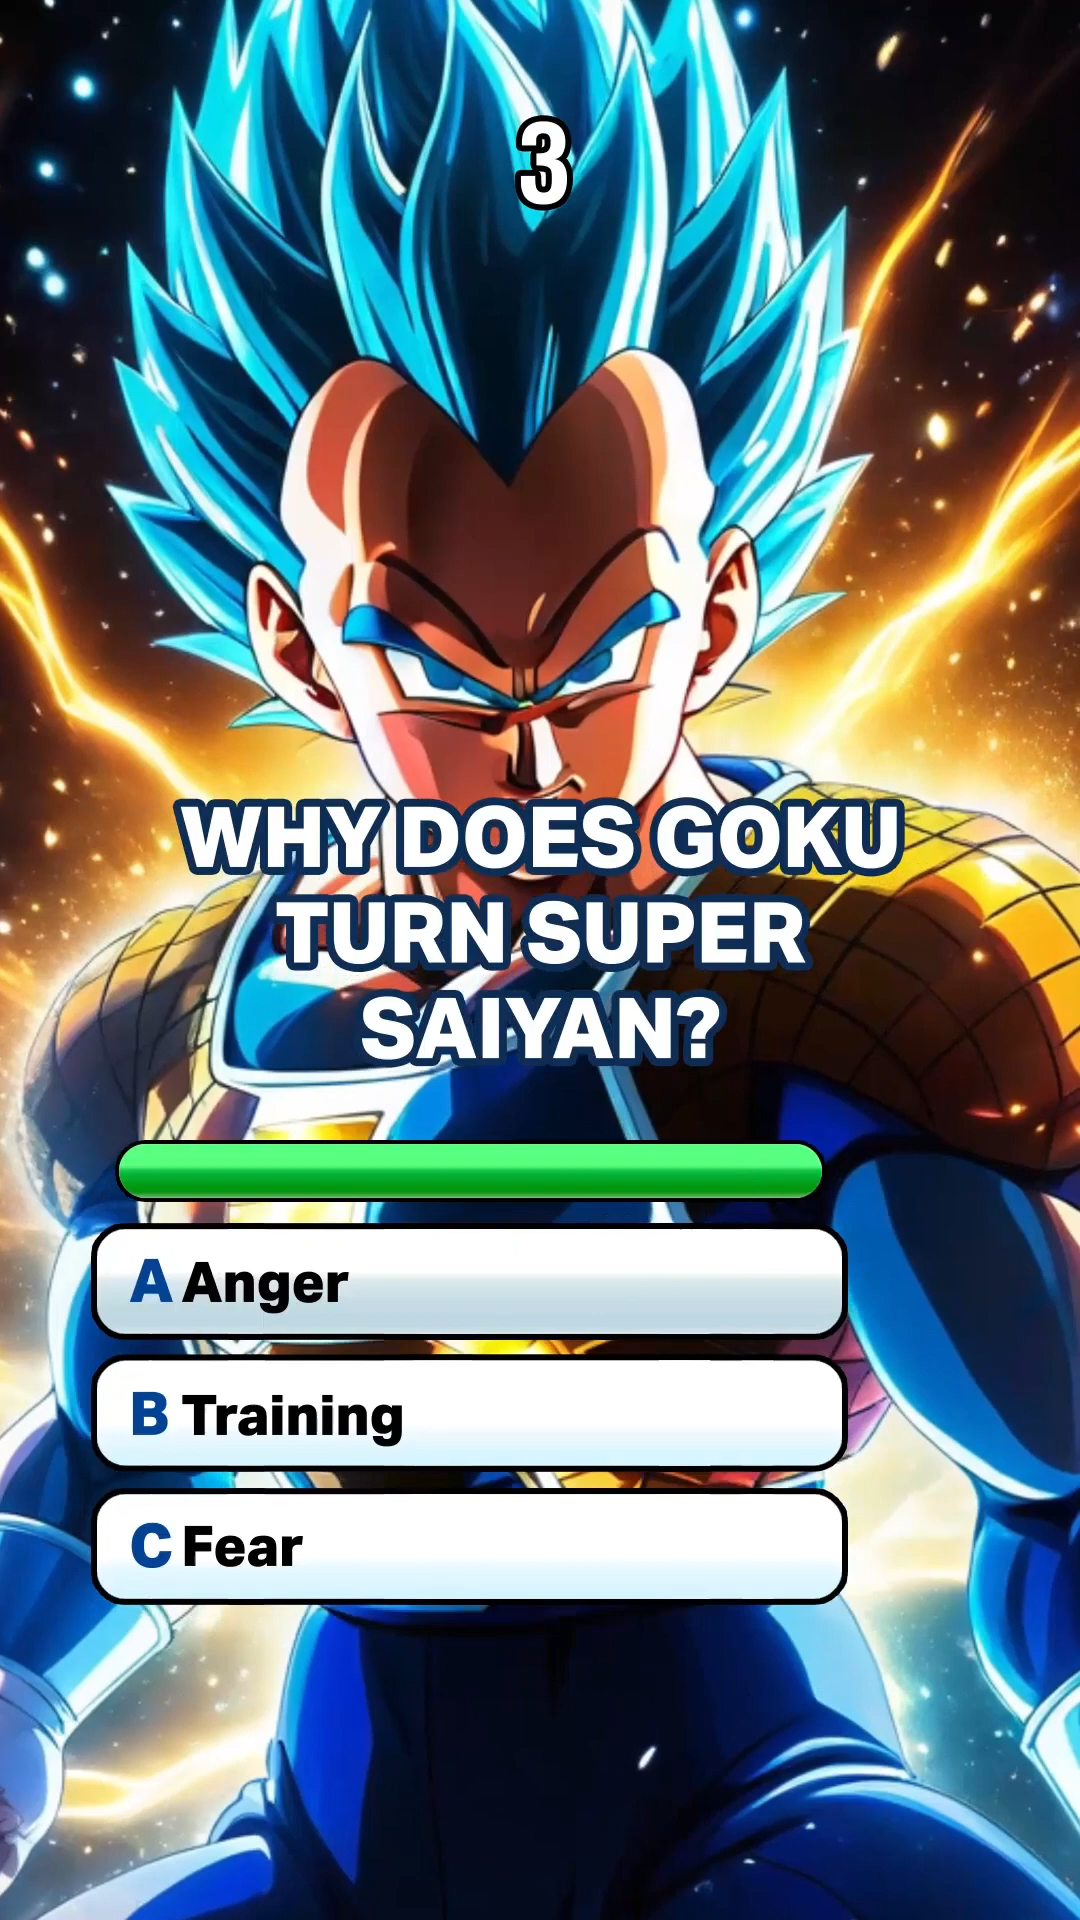 3
WHY DOES GOKU
TURN SUPER
SAIYAN?
A Anger
B Training
C Fear